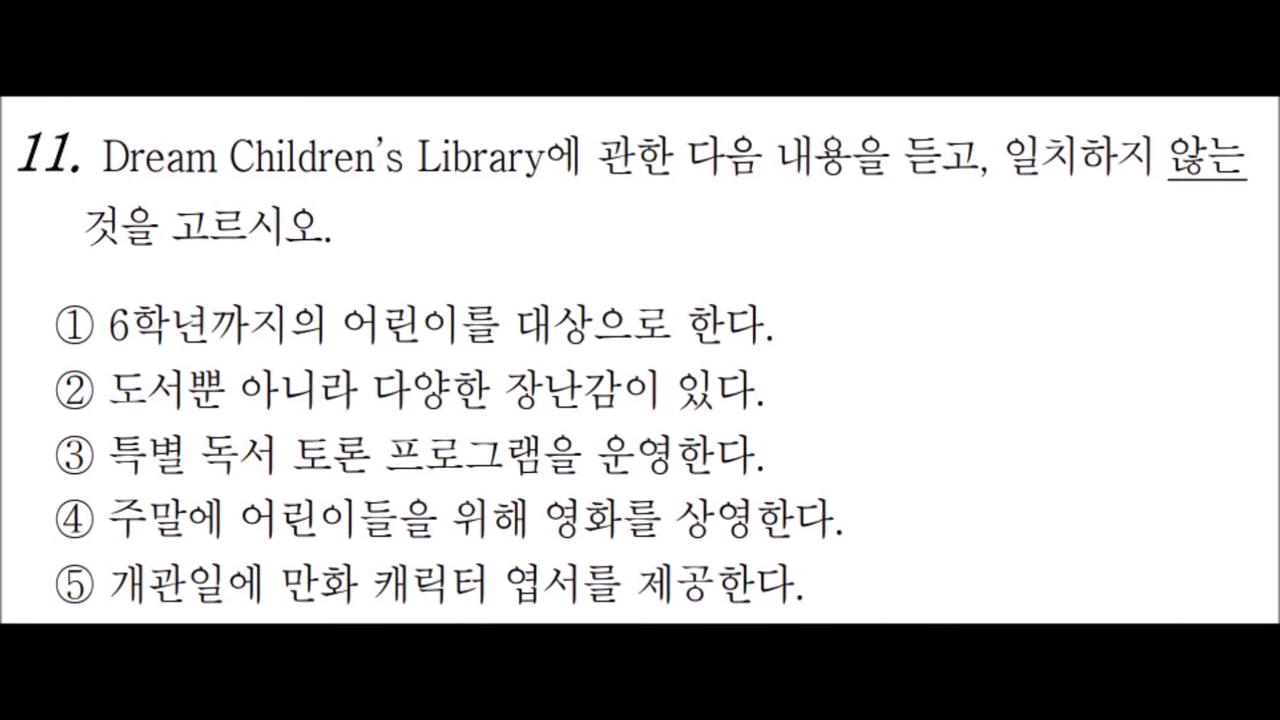 11. Dream Children's Library에 관한 다음 내용을 듣고, 일치하지 않는
것을 고르시오.
① 6학년까지의 어린이를 대상으로 한다.
② 도서뿐 아니라 다양한 장난감이 있다.
③ 특별 독서 토론 프로그램을 운영한다.
④ 주말에 어린이들을 위해 영화를 상영한다.
⑤ 개관일에 만화 캐릭터 엽서를 제공한다.